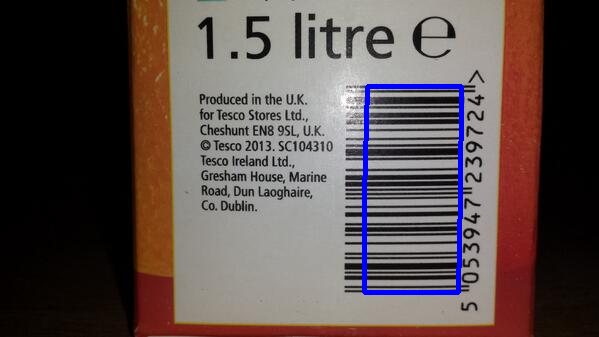 1.5 litre ℮
Produced in the U.K.
for Tesco Stores Ltd.,
Cheshunt EN8 9SL, U.K.
© Tesco 2013. SC104310
Tesco Ireland Ltd.,
Gresham House, Marine
Road, Dun Laoghaire,
Co. Dublin.
5 053947 239724 >